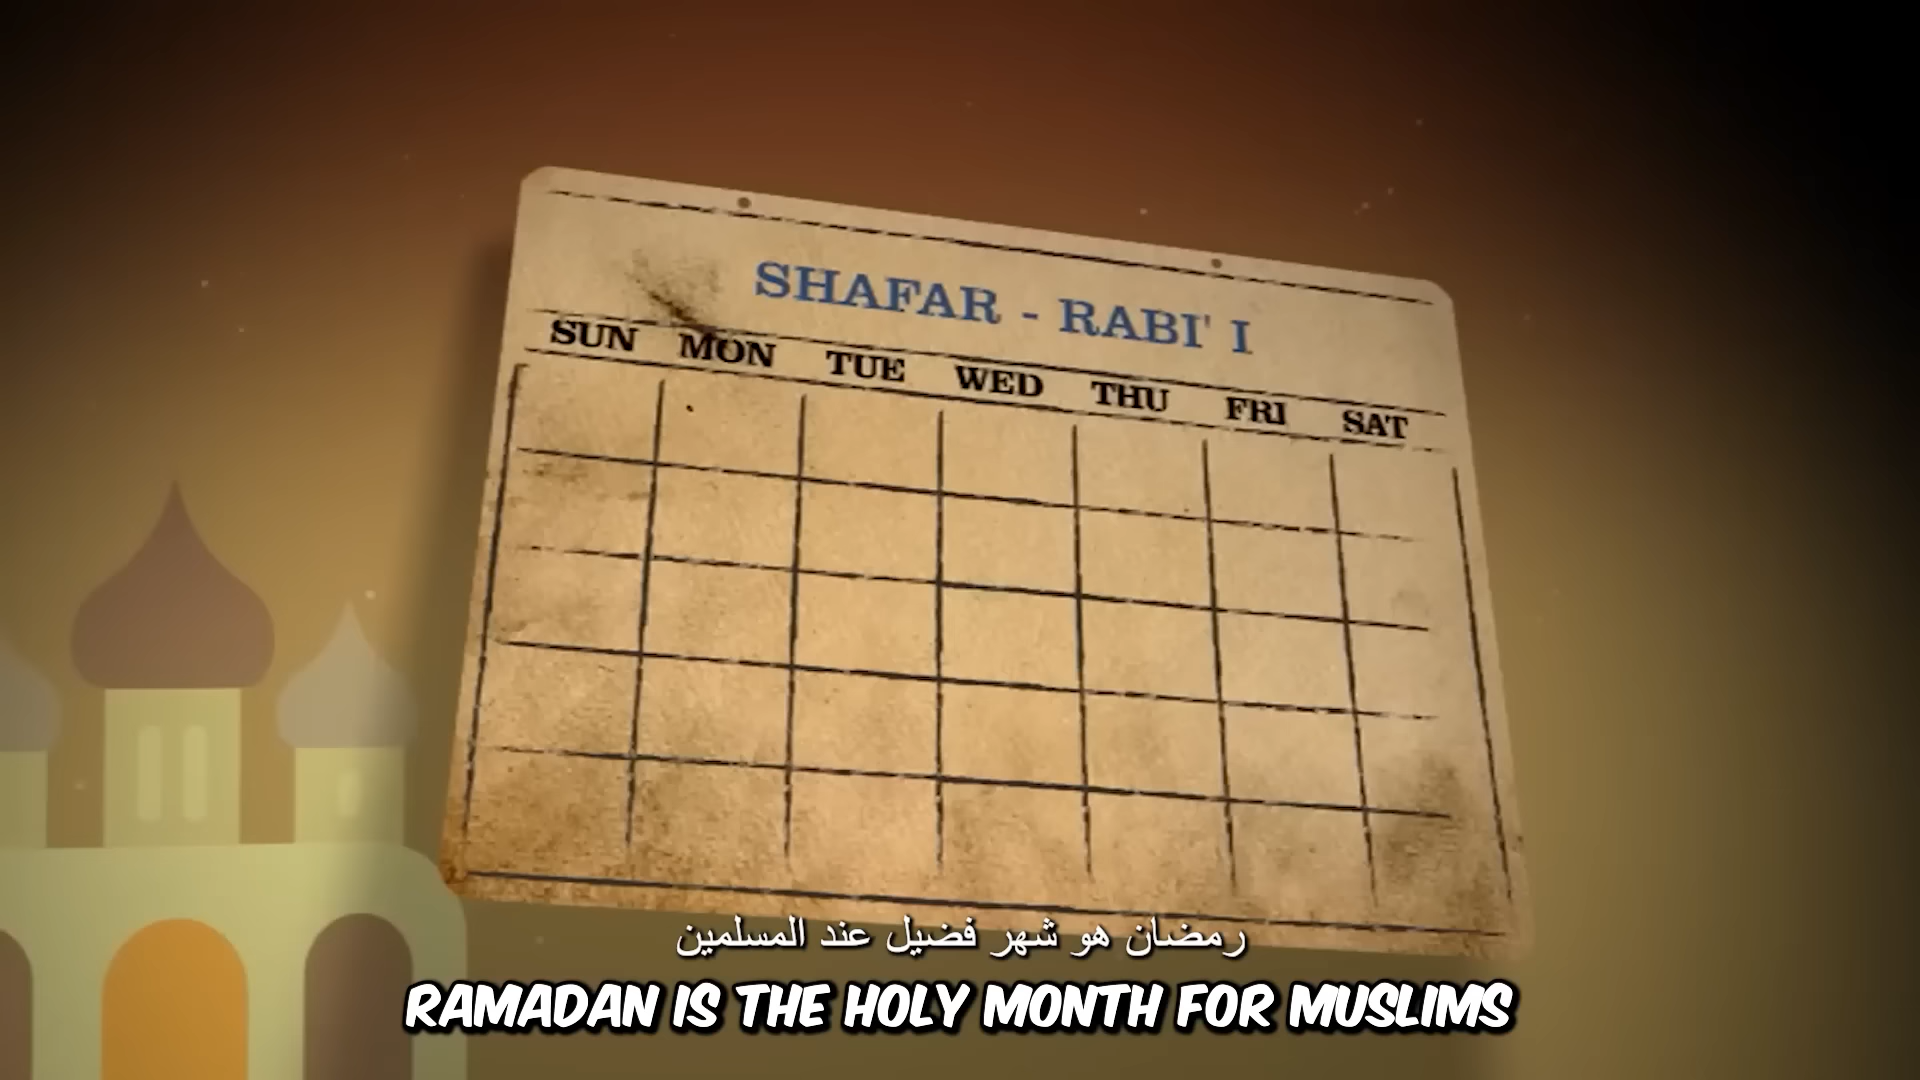 SHAFAR - RABI' I
SUN MON TUE WED THU FRI SAT
رمضان هو شهر فضيل عند المسلمين
RAMADAN IS THE HOLY MONTH FOR MUSLIMS